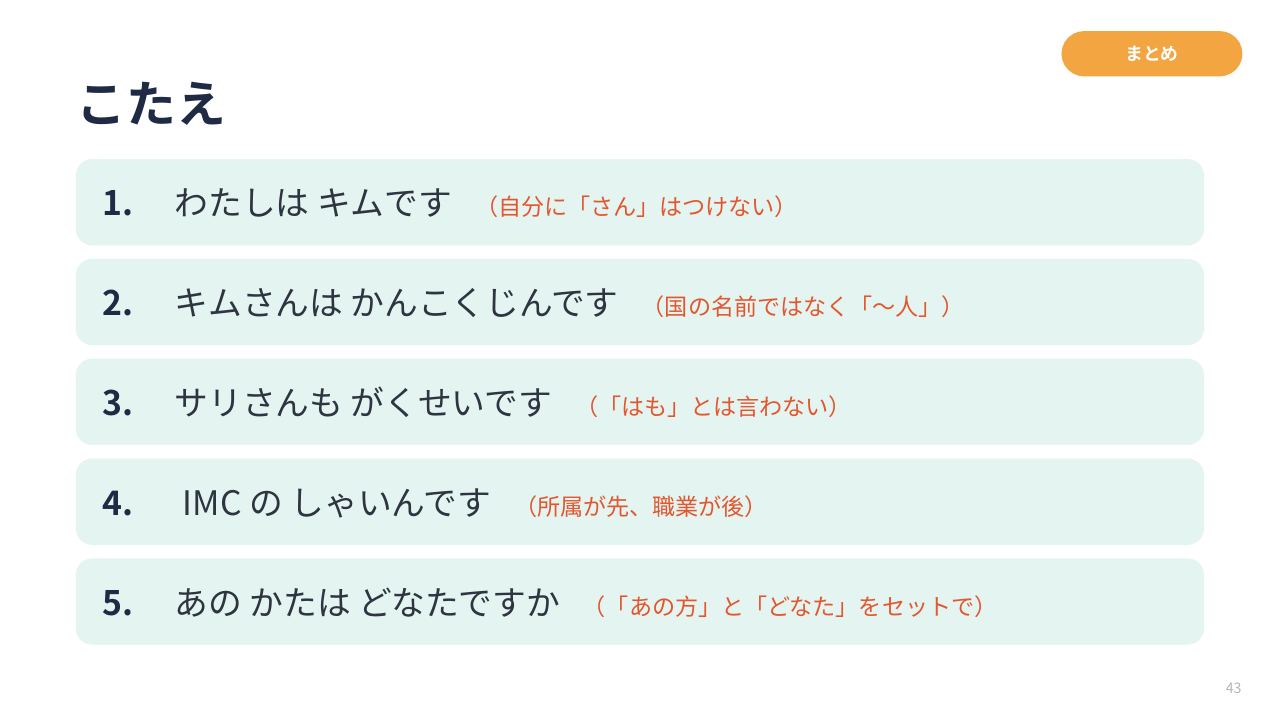 まとめ
こたえ
1. わたしは キムです （自分に「さん」はつけない）
2. キムさんは かんこくじんです （国の名前ではなく「〜人」）
3. サリさんも がくせいです （「はも」とは言わない）
4. IMC の しゃいんです （所属が先、職業が後）
5. あの かたは どなたですか （「あの方」と「どなた」をセットで）
43